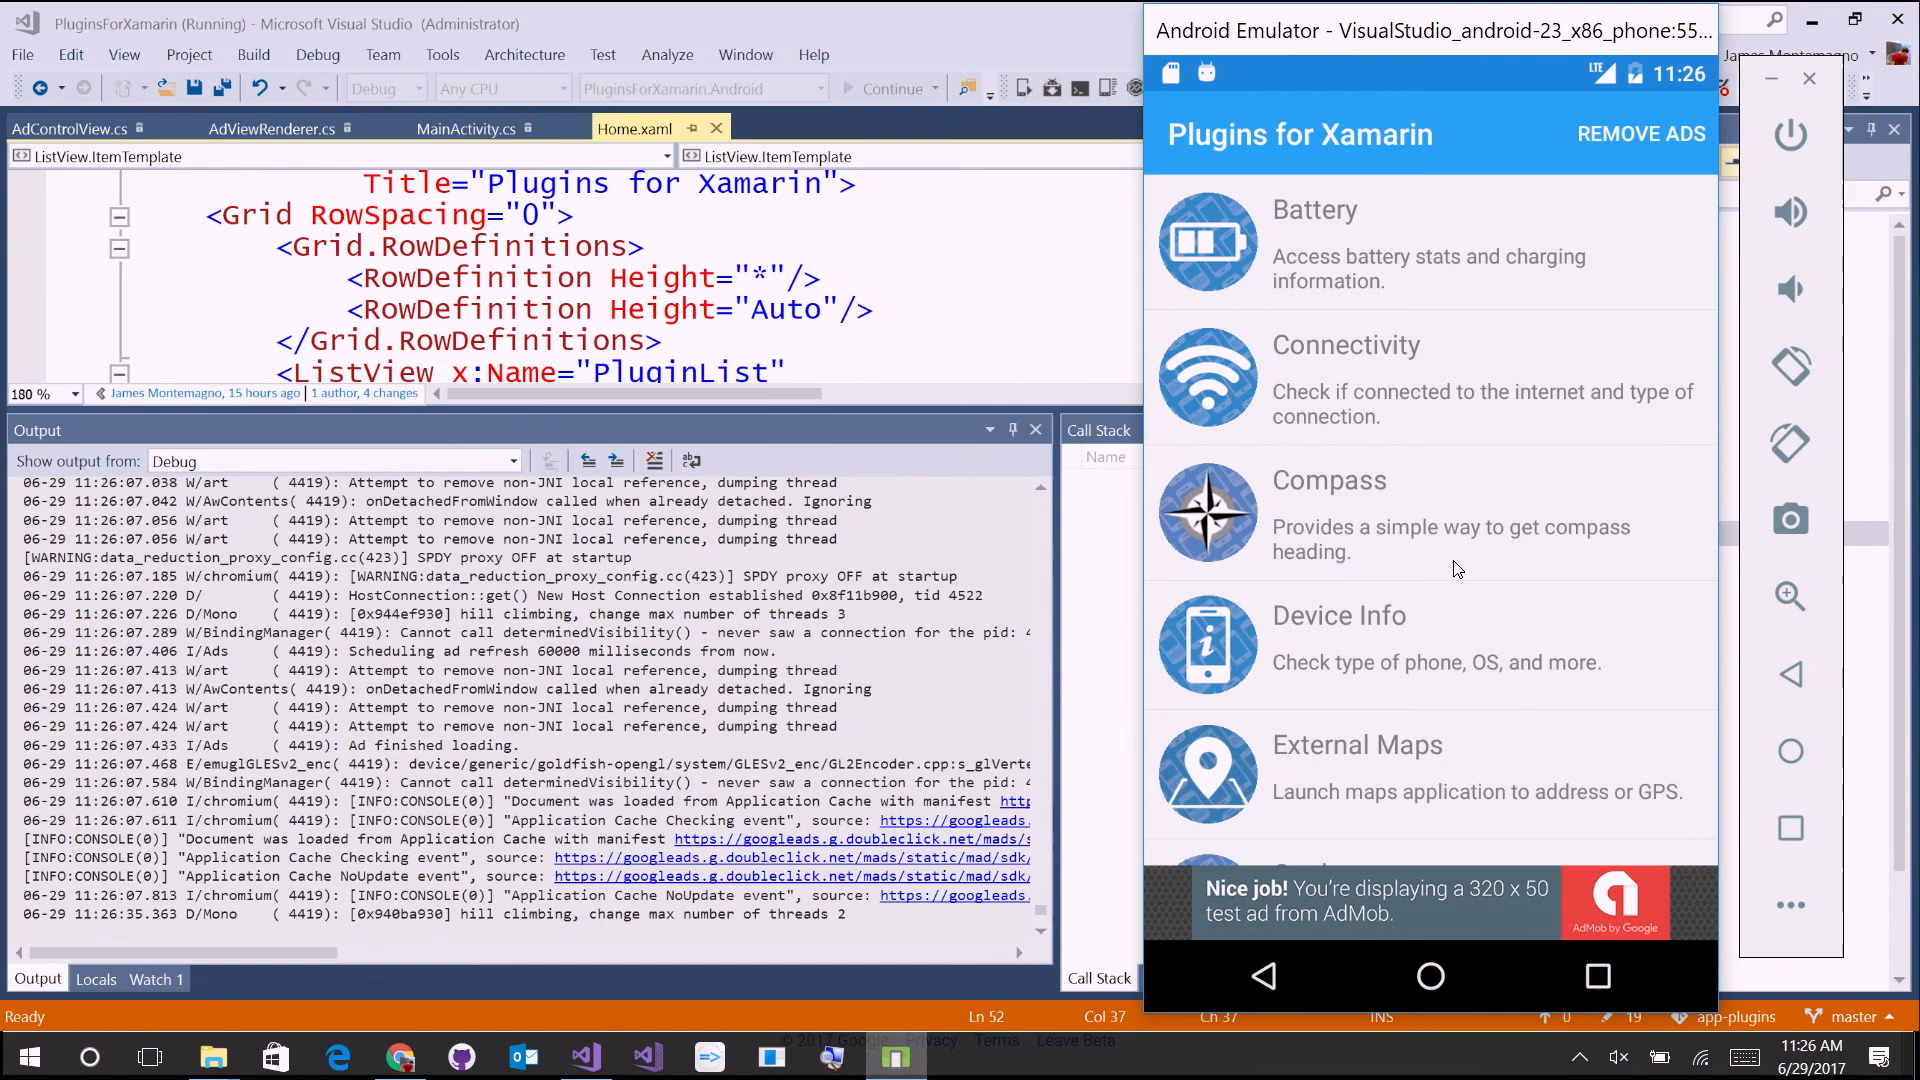 PluginsForXamarin (Running) - Microsoft Visual Studio (Administrator)
File Edit View Project Build Debug Team Tools Architecture Test Analyze Window Help
James Montemagno
Debug Any CPU PluginsForXamarin.Android Continue
AdControlView.cs AdViewRenderer.cs MainActivity.cs Home.xaml
ListView.ItemTemplate ListView.ItemTemplate
Title="Plugins for Xamarin">
<Grid RowSpacing="0">
<Grid.RowDefinitions>
<RowDefinition Height="*"/>
<RowDefinition Height="Auto"/>
</Grid.RowDefinitions>
<ListView x:Name="PluginList"
180 % James Montemagno, 15 hours ago | 1 author, 4 changes
Output
Show output from: Debug
06-29 11:26:07.038 W/art ( 4419): Attempt to remove non-JNI local reference, dumping thread
06-29 11:26:07.042 W/AwContents( 4419): onDetachedFromWindow called when already detached. Ignoring
06-29 11:26:07.056 W/art ( 4419): Attempt to remove non-JNI local reference, dumping thread
06-29 11:26:07.056 W/art ( 4419): Attempt to remove non-JNI local reference, dumping thread
[WARNING:data_reduction_proxy_config.cc(423)] SPDY proxy OFF at startup
06-29 11:26:07.185 W/chromium( 4419): [WARNING:data_reduction_proxy_config.cc(423)] SPDY proxy OFF at startup
06-29 11:26:07.220 D/ ( 4419): HostConnection::get() New Host Connection established 0x8f11b900, tid 4522
06-29 11:26:07.226 D/Mono ( 4419): [0x944ef930] hill climbing, change max number of threads 3
06-29 11:26:07.289 W/BindingManager( 4419): Cannot call determinedVisibility() - never saw a connection for the pid: 4
06-29 11:26:07.406 I/Ads ( 4419): Scheduling ad refresh 60000 milliseconds from now.
06-29 11:26:07.413 W/art ( 4419): Attempt to remove non-JNI local reference, dumping thread
06-29 11:26:07.413 W/AwContents( 4419): onDetachedFromWindow called when already detached. Ignoring
06-29 11:26:07.424 W/art ( 4419): Attempt to remove non-JNI local reference, dumping thread
06-29 11:26:07.424 W/art ( 4419): Attempt to remove non-JNI local reference, dumping thread
06-29 11:26:07.433 I/Ads ( 4419): Ad finished loading.
06-29 11:26:07.468 E/emuglGLESv2_enc( 4419): device/generic/goldfish-opengl/system/GLESv2_enc/GL2Encoder.cpp:s_glVerte
06-29 11:26:07.584 W/BindingManager( 4419): Cannot call determinedVisibility() - never saw a connection for the pid: 4
06-29 11:26:07.610 I/chromium( 4419): [INFO:CONSOLE(0)] "Document was loaded from Application Cache with manifest http
06-29 11:26:07.611 I/chromium( 4419): [INFO:CONSOLE(0)] "Application Cache Checking event", source: https://googleads.
[INFO:CONSOLE(0)] "Document was loaded from Application Cache with manifest https://googleads.g.doubleclick.net/mads/s
[INFO:CONSOLE(0)] "Application Cache Checking event", source: https://googleads.g.doubleclick.net/mads/static/mad/sdk/
[INFO:CONSOLE(0)] "Application Cache NoUpdate event", source: https://googleads.g.doubleclick.net/mads/static/mad/sdk/
06-29 11:26:07.813 I/chromium( 4419): [INFO:CONSOLE(0)] "Application Cache NoUpdate event", source: https://googleads.
06-29 11:26:35.363 D/Mono ( 4419): [0x940ba930] hill climbing, change max number of threads 2
Output Locals Watch 1
Call Stack
Name
Call Stack
Android Emulator - VisualStudio_android-23_x86_phone:55...
LTE 11:26
Plugins for Xamarin REMOVE ADS
Battery
Access battery stats and charging
information.
Connectivity
Check if connected to the internet and type of
connection.
Compass
Provides a simple way to get compass
heading.
Device Info
Check type of phone, OS, and more.
External Maps
Launch maps application to address or GPS.
Nice job! You're displaying a 320 x 50
test ad from AdMob.
AdMob by Google
Ready Ln 52 Col 37 Ch 37 INS 0 19 app-plugins master
© 2017 Google Privacy Terms Leave Beta
11:26 AM
6/29/2017